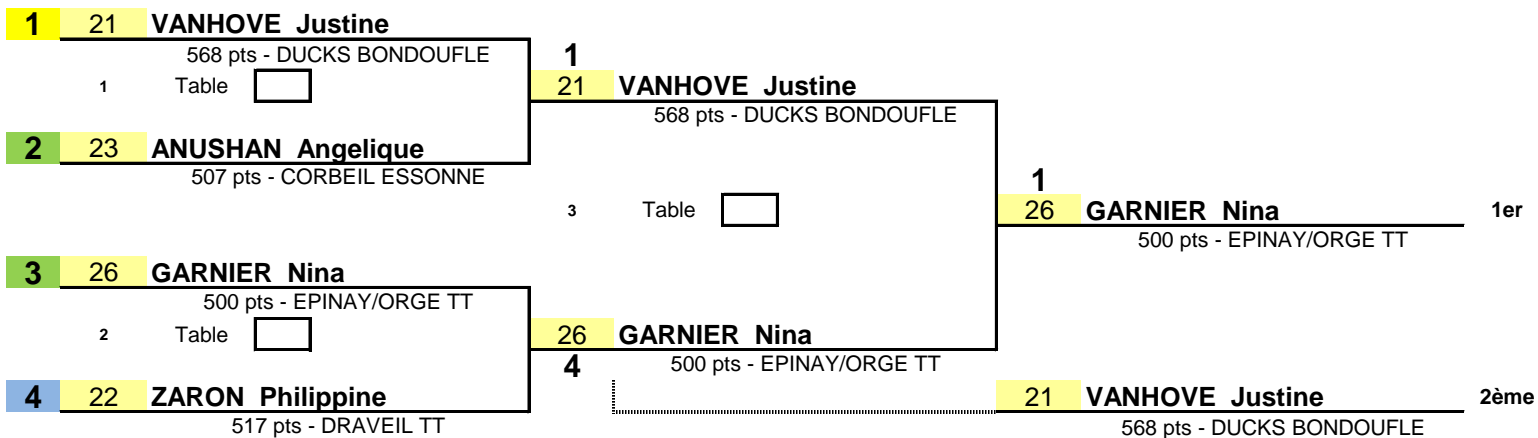 1 21 VANHOVE Justine
568 pts - DUCKS BONDOUFLE
1
1 Table
21 VANHOVE Justine
568 pts - DUCKS BONDOUFLE
2 23 ANUSHAN Angelique
507 pts - CORBEIL ESSONNE
1
3 Table
26 GARNIER Nina 1er
500 pts - EPINAY/ORGE TT
3 26 GARNIER Nina
500 pts - EPINAY/ORGE TT
2 Table
26 GARNIER Nina
4 500 pts - EPINAY/ORGE TT
4 22 ZARON Philippine
517 pts - DRAVEIL TT
21 VANHOVE Justine 2ème
568 pts - DUCKS BONDOUFLE